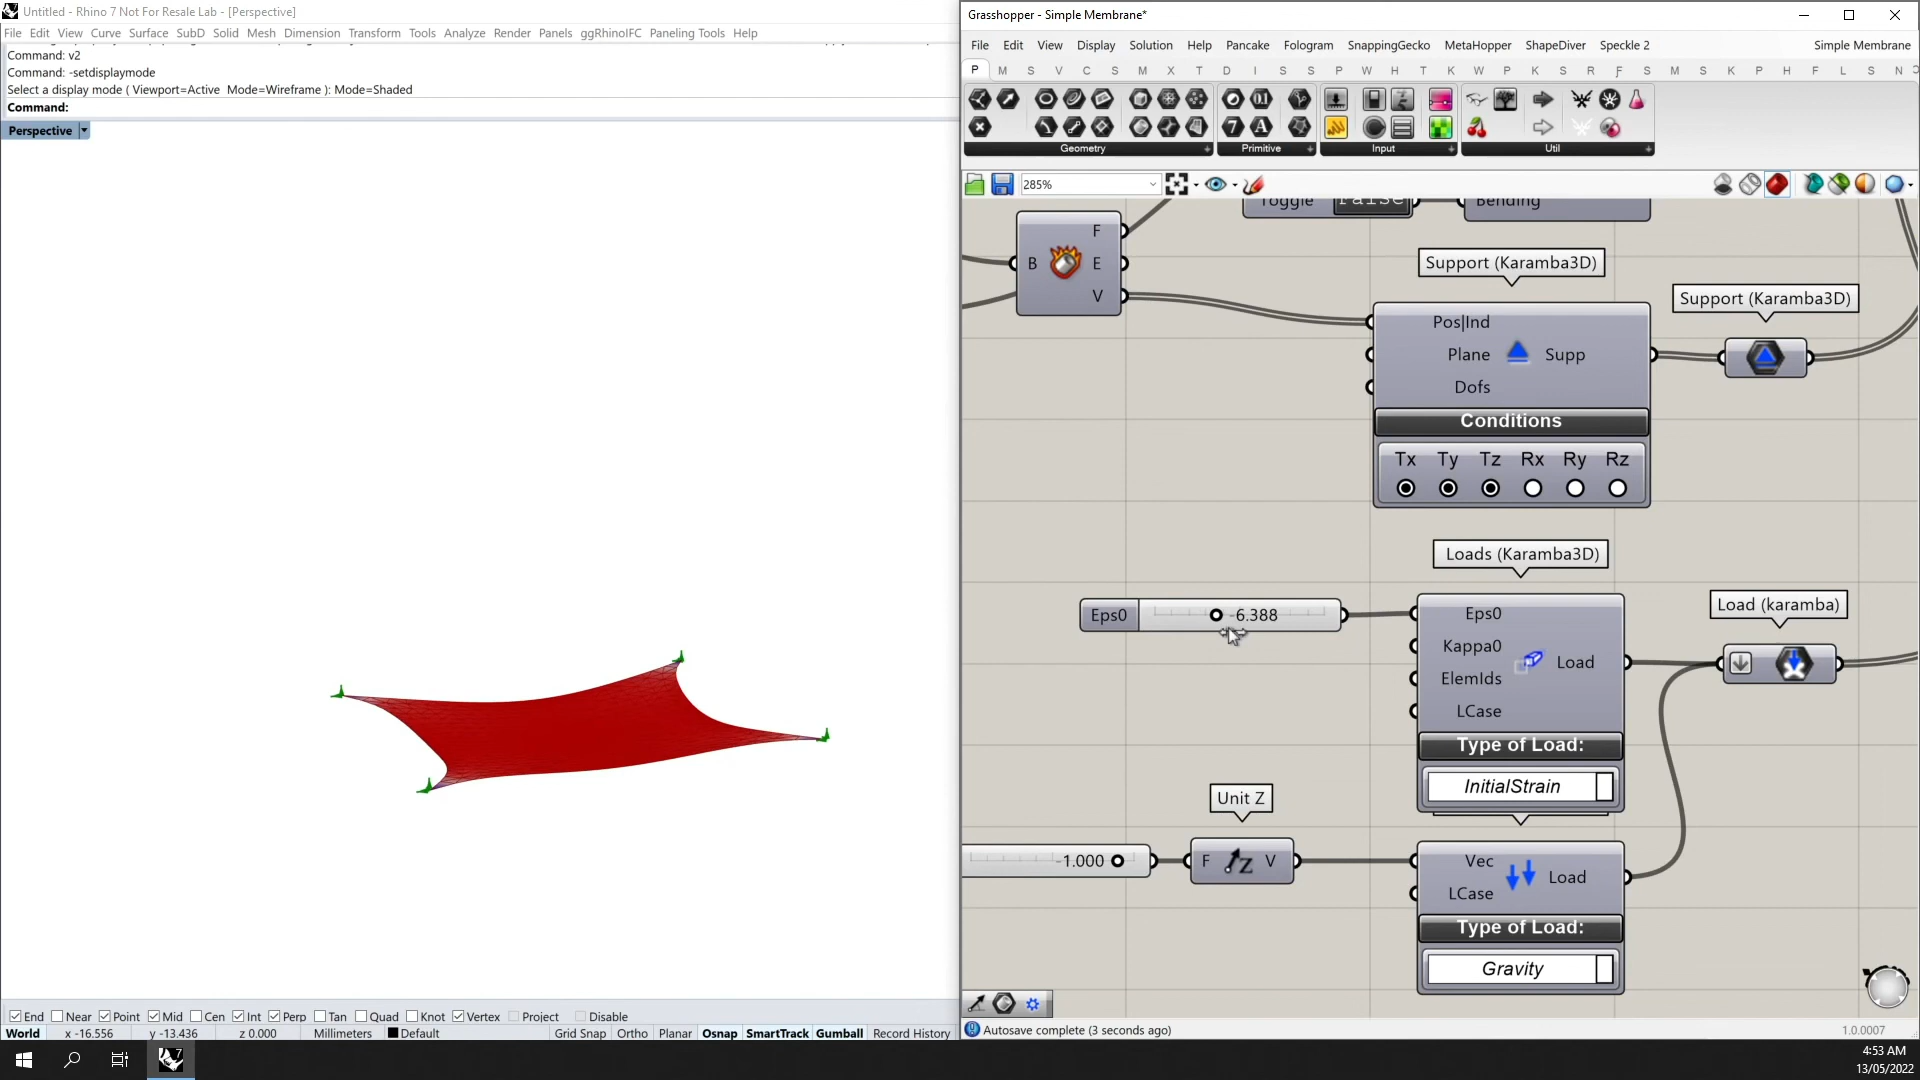 Untitled - Rhino 7 Not For Resale Lab - [Perspective]
File Edit View Curve Surface SubD Solid Mesh Dimension Transform Tools Analyze Render Panels ggRhinoIFC Paneling Tools Help
Command: v2
Command: -setdisplaymode
Select a display mode ( Viewport=Active Mode=Wireframe ): Mode=Shaded
Command:
Perspective
End Near Point Mid Cen Int Perp Tan Quad Knot Vertex Project Disable
World x -16.556 y -13.436 z 0.000 Millimeters Default Grid Snap Ortho Planar Osnap SmartTrack Gumball Record History
Grasshopper - Simple Membrane*
File Edit View Display Solution Help Pancake Fologram SnappingGecko MetaHopper ShapeDiver Speckle 2 Simple Membrane
P M S V C S M X T D I S S P W H T K W P K S R F S M S K P H F L S N
Geometry Primitive Input Util
285%
Toggle False Bending
B F E V
Support (Karamba3D)
Pos|Ind
Plane Supp
Dofs
Conditions
Tx Ty Tz Rx Ry Rz
Support (Karamba3D)
Loads (Karamba3D)
Eps0 -6.388
Eps0
Kappa0 Load
ElemIds
LCase
Type of Load:
InitialStrain
Load (karamba)
Unit Z
-1.000
F Z V
Vec
Load
LCase
Type of Load:
Gravity
Autosave complete (3 seconds ago)
1.0.0007
4:53 AM
13/05/2022